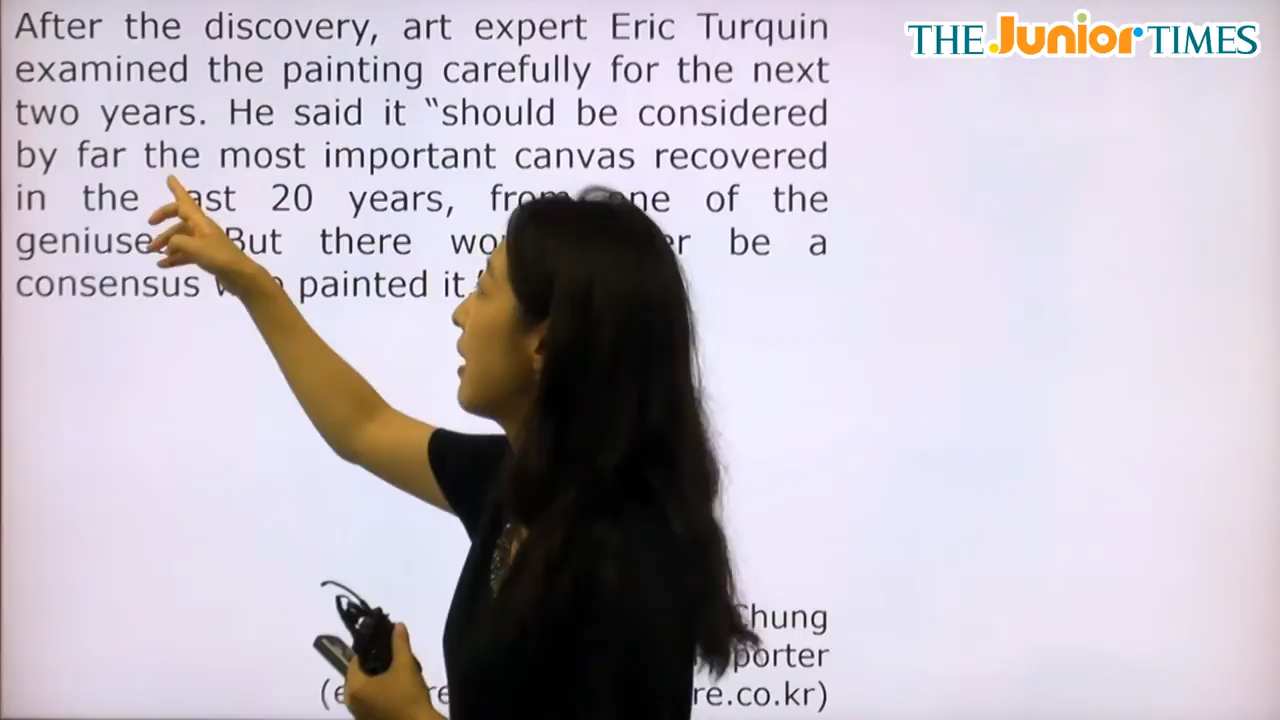 THE Junior TIMES
After the discovery, art expert Eric Turquin
examined the painting carefully for the next
two years. He said it “should be considered
by far the most important canvas recovered
in the 20 years, of the
But there be a
consensus painted it
Chung
re.co.kr)